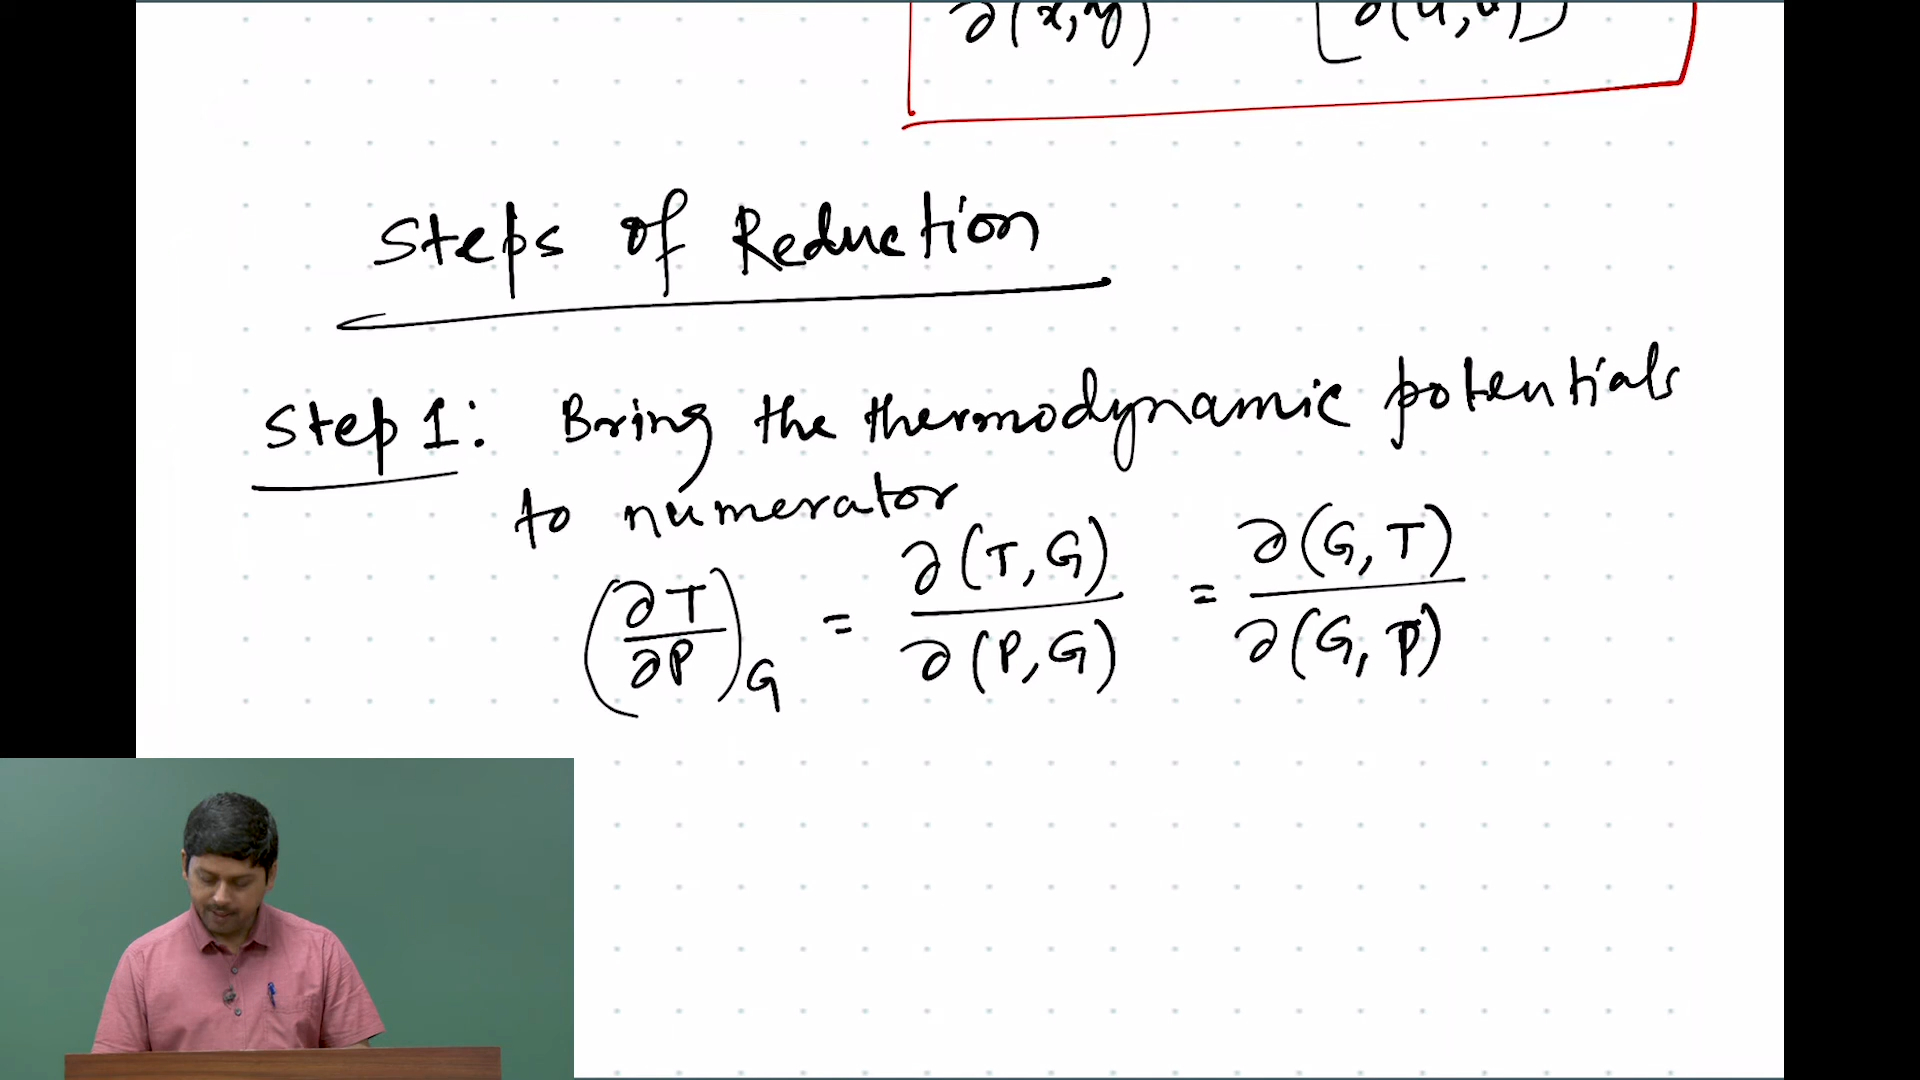 ∂(x,y) [∂(u,v)]
Steps of Reduction
Step 1: Bring the thermodynamic potentials
to numerator
(∂T/∂P)_G = ∂(T,G)/∂(P,G) = ∂(G,T)/∂(G,P)